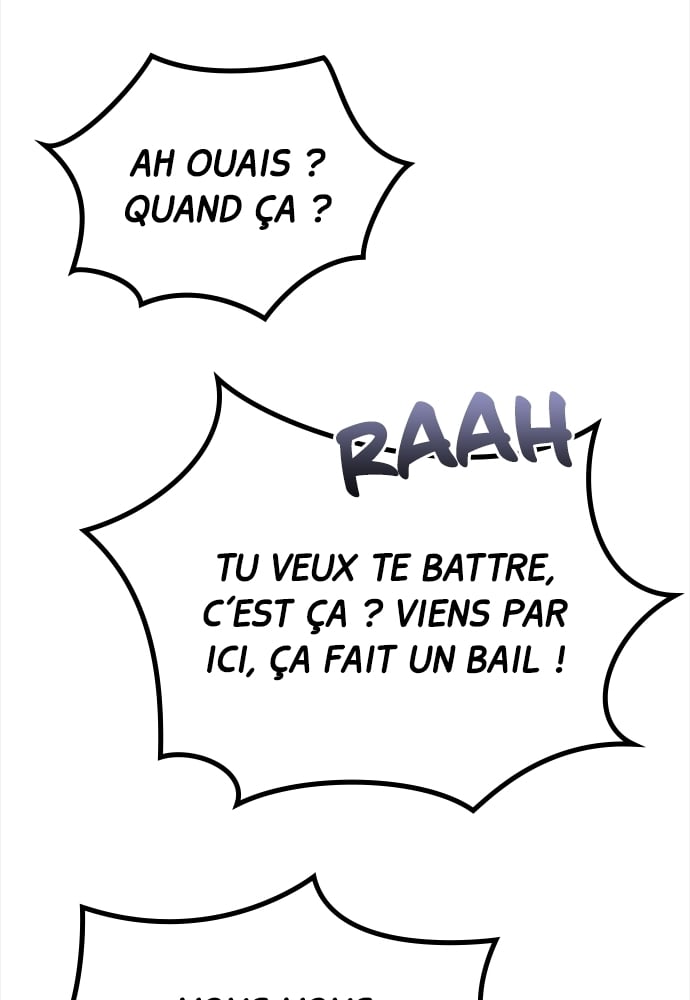 AH OUAIS ?
QUAND ÇA ?
RAAH
TU VEUX TE BATTRE,
C'EST ÇA ? VIENS PAR
ICI, ÇA FAIT UN BAIL !